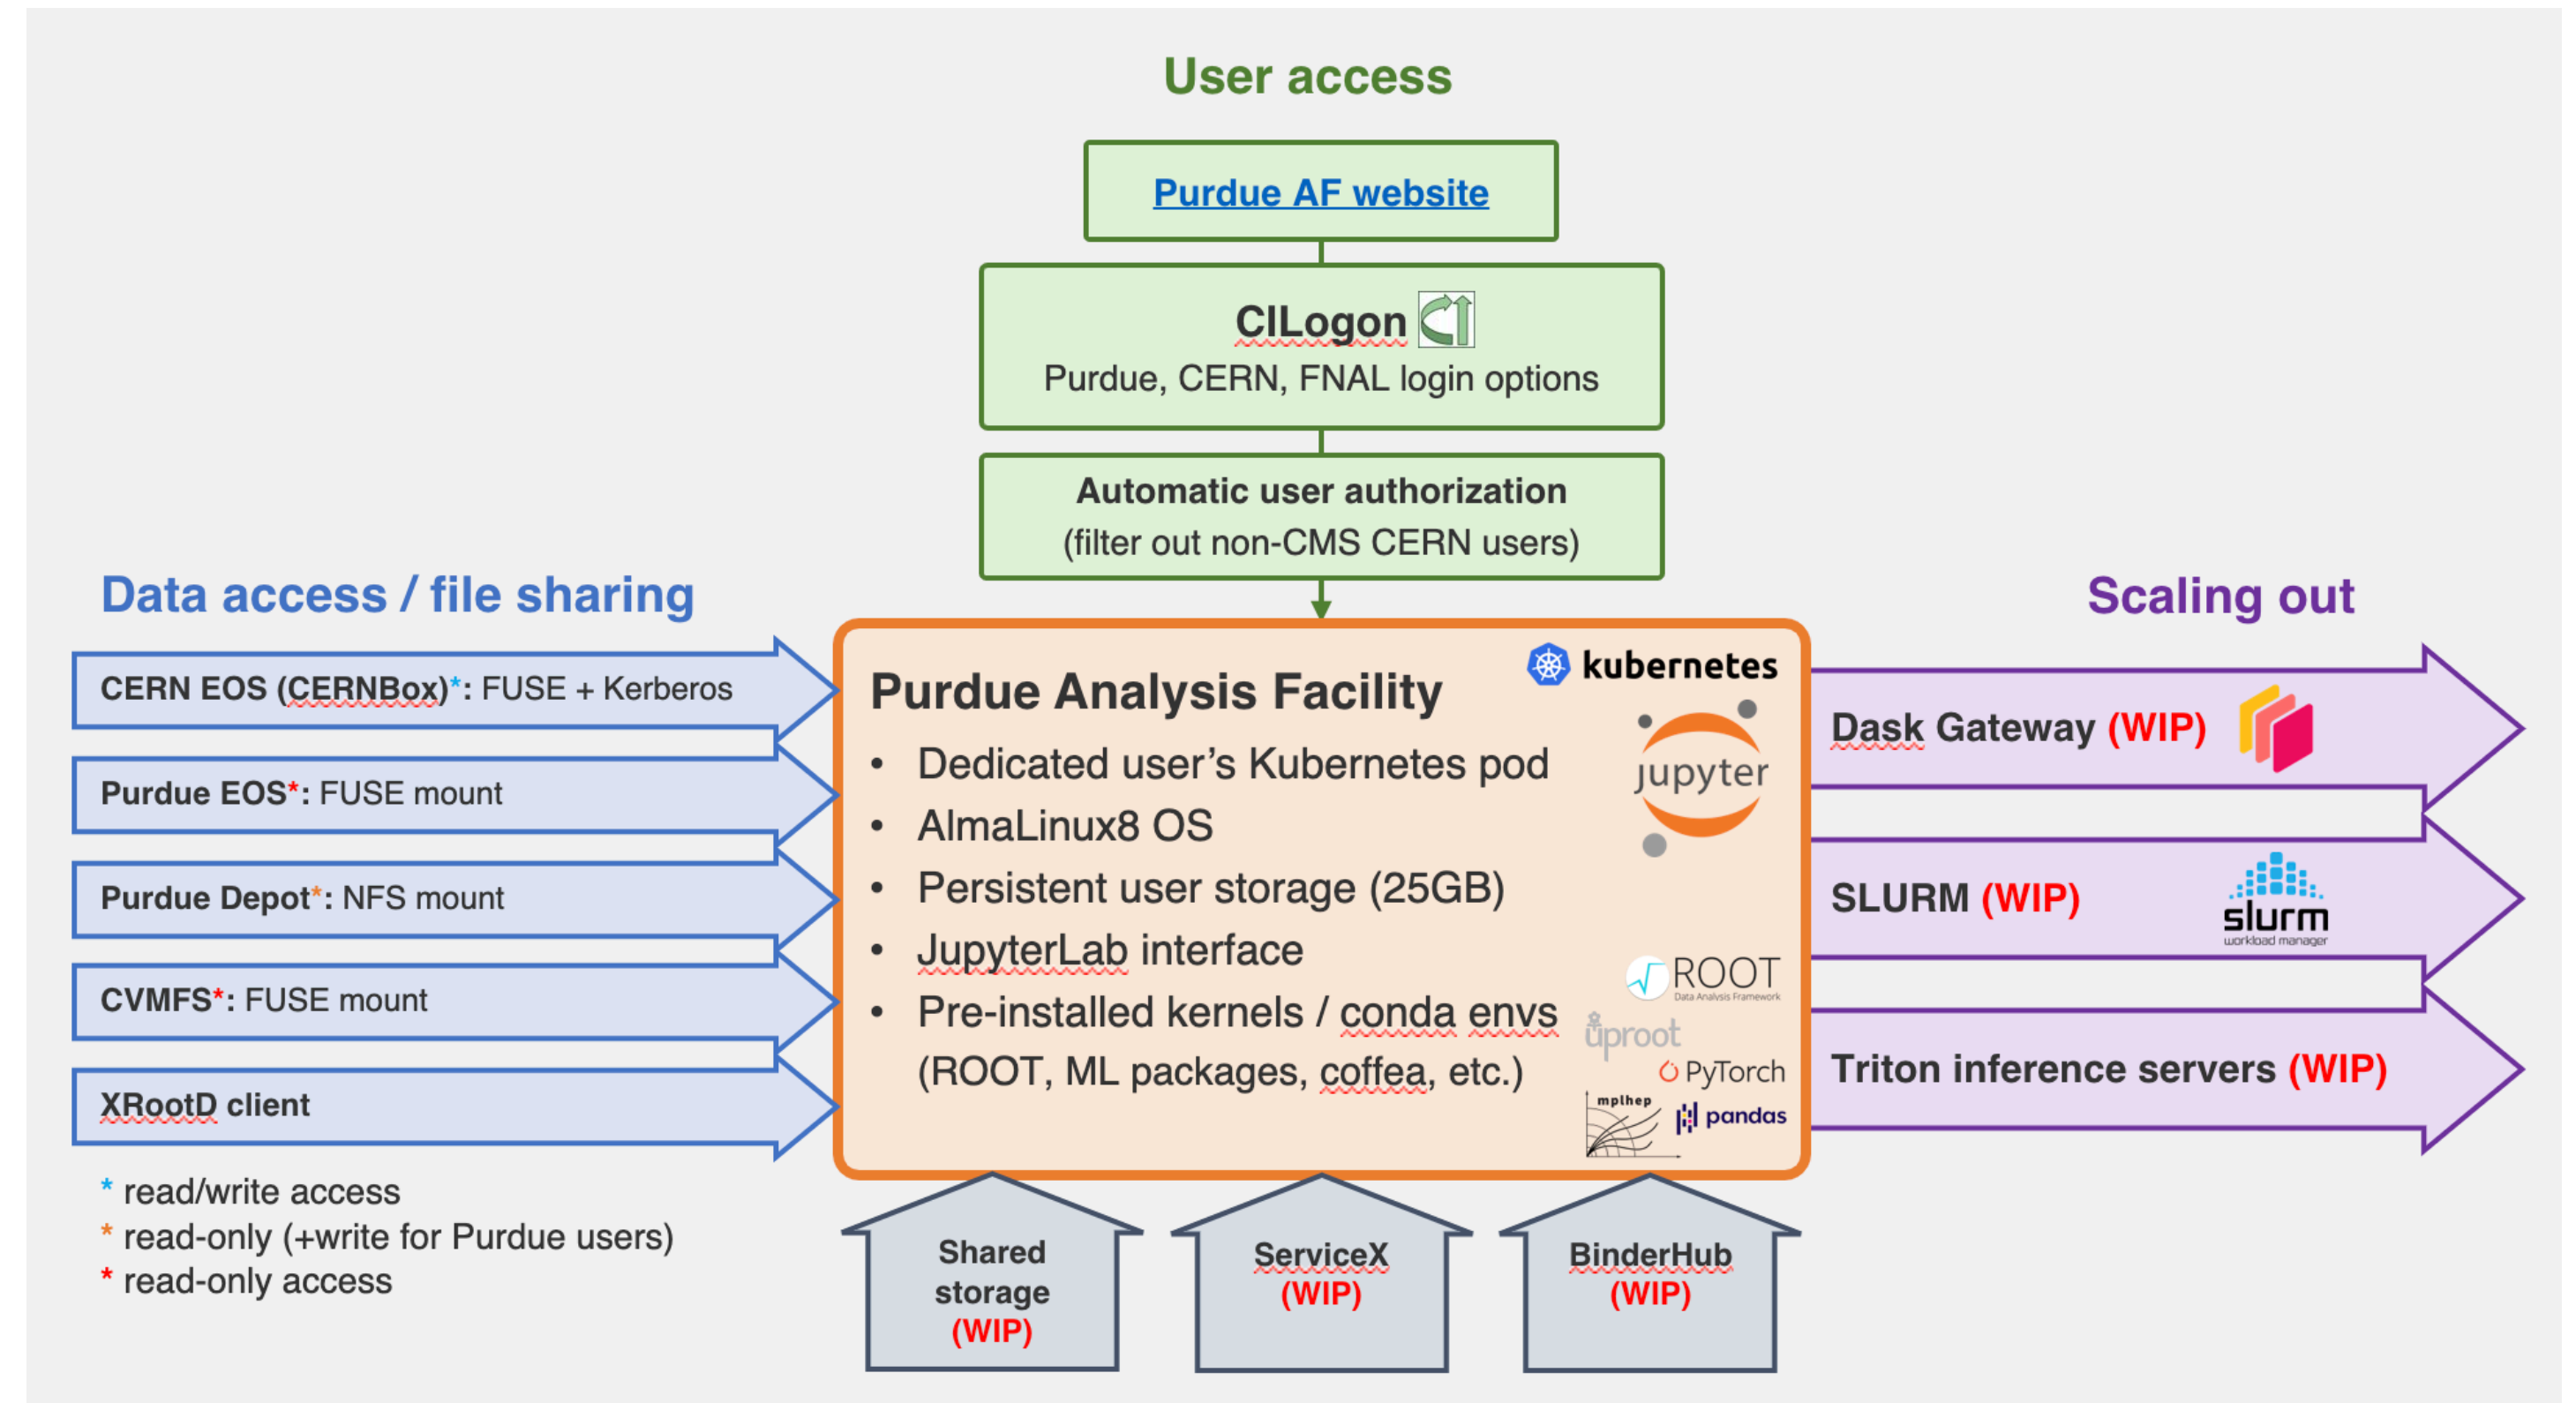 User access
Purdue AF website
CILogon
Purdue, CERN, FNAL login options
Automatic user authorization
(filter out non-CMS CERN users)
Data access / file sharing
CERN EOS (CERNBox)*: FUSE + Kerberos
Purdue EOS*: FUSE mount
Purdue Depot*: NFS mount
CVMFS*: FUSE mount
XRootD client
* read/write access
* read-only (+write for Purdue users)
* read-only access
Purdue Analysis Facility
• Dedicated user’s Kubernetes pod
• AlmaLinux8 OS
• Persistent user storage (25GB)
• JupyterLab interface
• Pre-installed kernels / conda envs
(ROOT, ML packages, coffea, etc.)
kubernetes
jupyter
ROOT
Data Analysis Framework
uproot
PyTorch
mplhep
pandas
Scaling out
Dask Gateway (WIP)
SLURM (WIP)
slurm
workload manager
Triton inference servers (WIP)
Shared
storage
(WIP)
ServiceX
(WIP)
BinderHub
(WIP)